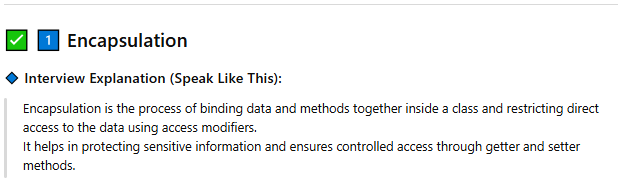 ✅ 1️⃣ Encapsulation
🔷 Interview Explanation (Speak Like This):
Encapsulation is the process of binding data and methods together inside a class and restricting direct
access to the data using access modifiers.
It helps in protecting sensitive information and ensures controlled access through getter and setter
methods.